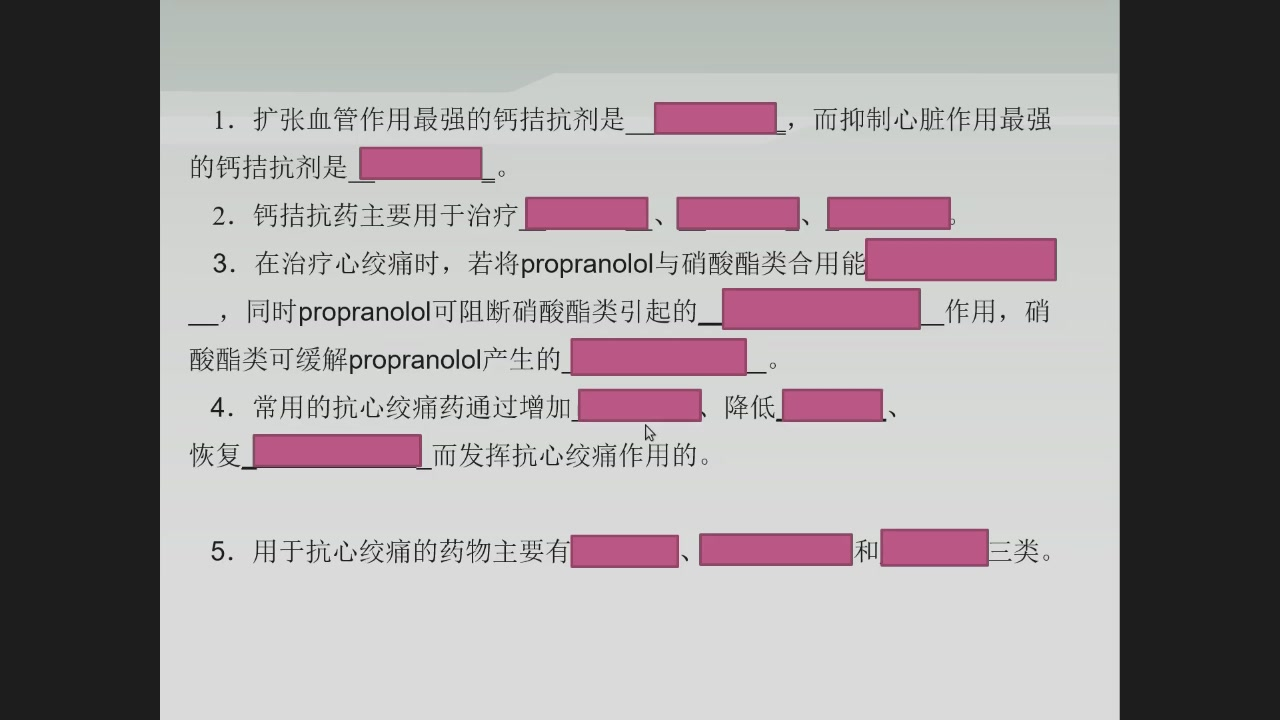 1．扩张血管作用最强的钙拮抗剂是__ _，而抑制心脏作用最强
的钙拮抗剂是__ _。
2．钙拮抗药主要用于治疗__ 、__ 、_ 。
3．在治疗心绞痛时，若将propranolol与硝酸酯类合用能
__，同时propranolol可阻断硝酸酯类引起的__ __作用，硝
酸酯类可缓解propranolol产生的_ __。
4．常用的抗心绞痛药通过增加_ 、降低_ 、
恢复_ _而发挥抗心绞痛作用的。
5．用于抗心绞痛的药物主要有 、 和 三类。